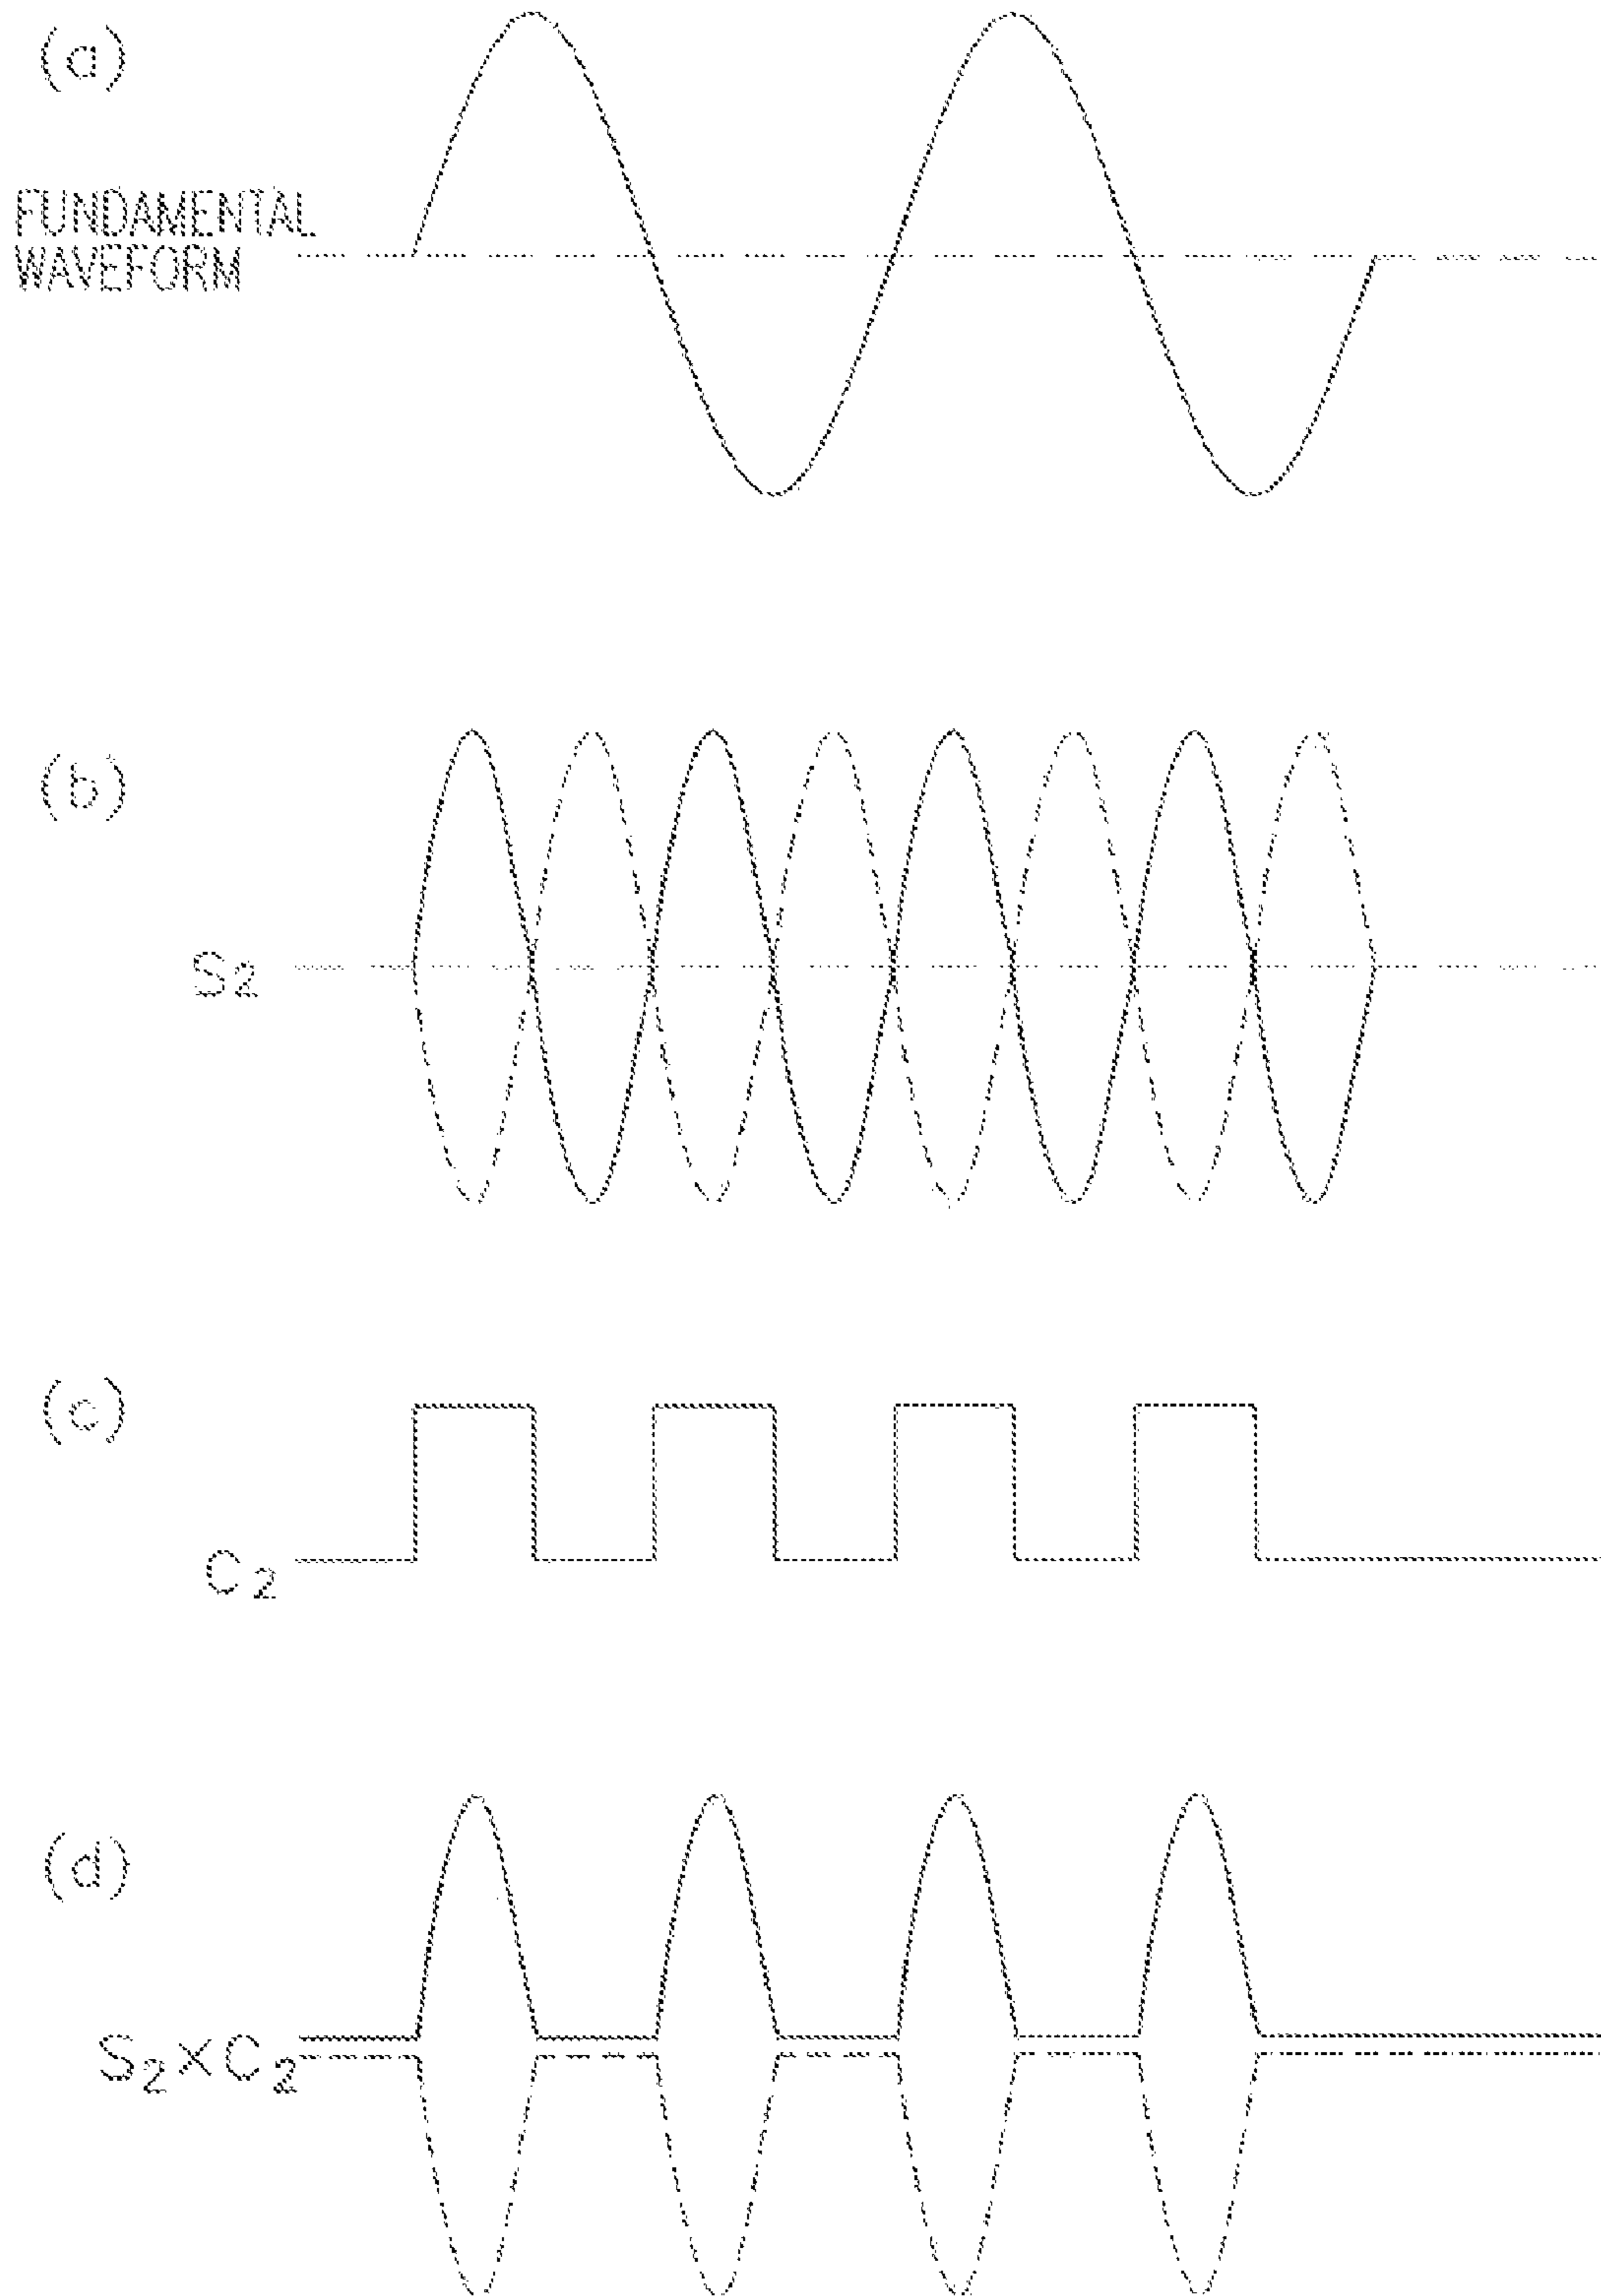 (a)
FUNDAMENTAL
WAVEFORM
(b)
S₂
(c)
C₂
(d)
S₂×C₂